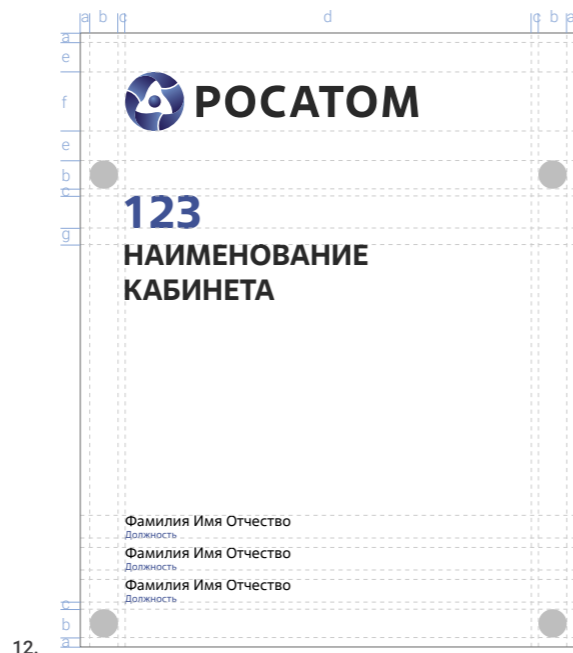 a b c d c b a
a
e
f
РОСАТОМ
e
b
c
123
g
НАИМЕНОВАНИЕ
КАБИНЕТА
Фамилия Имя Отчество
Должность
Фамилия Имя Отчество
Должность
Фамилия Имя Отчество
Должность
c
b
a
12.